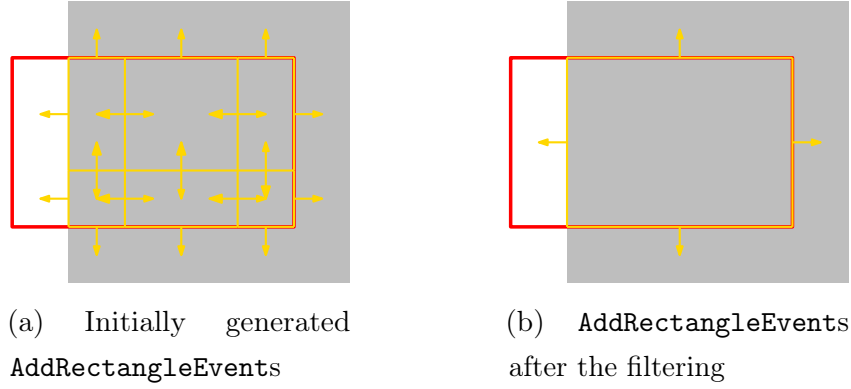 (a) Initially generated
AddRectangleEvents
(b) AddRectangleEvents
after the filtering